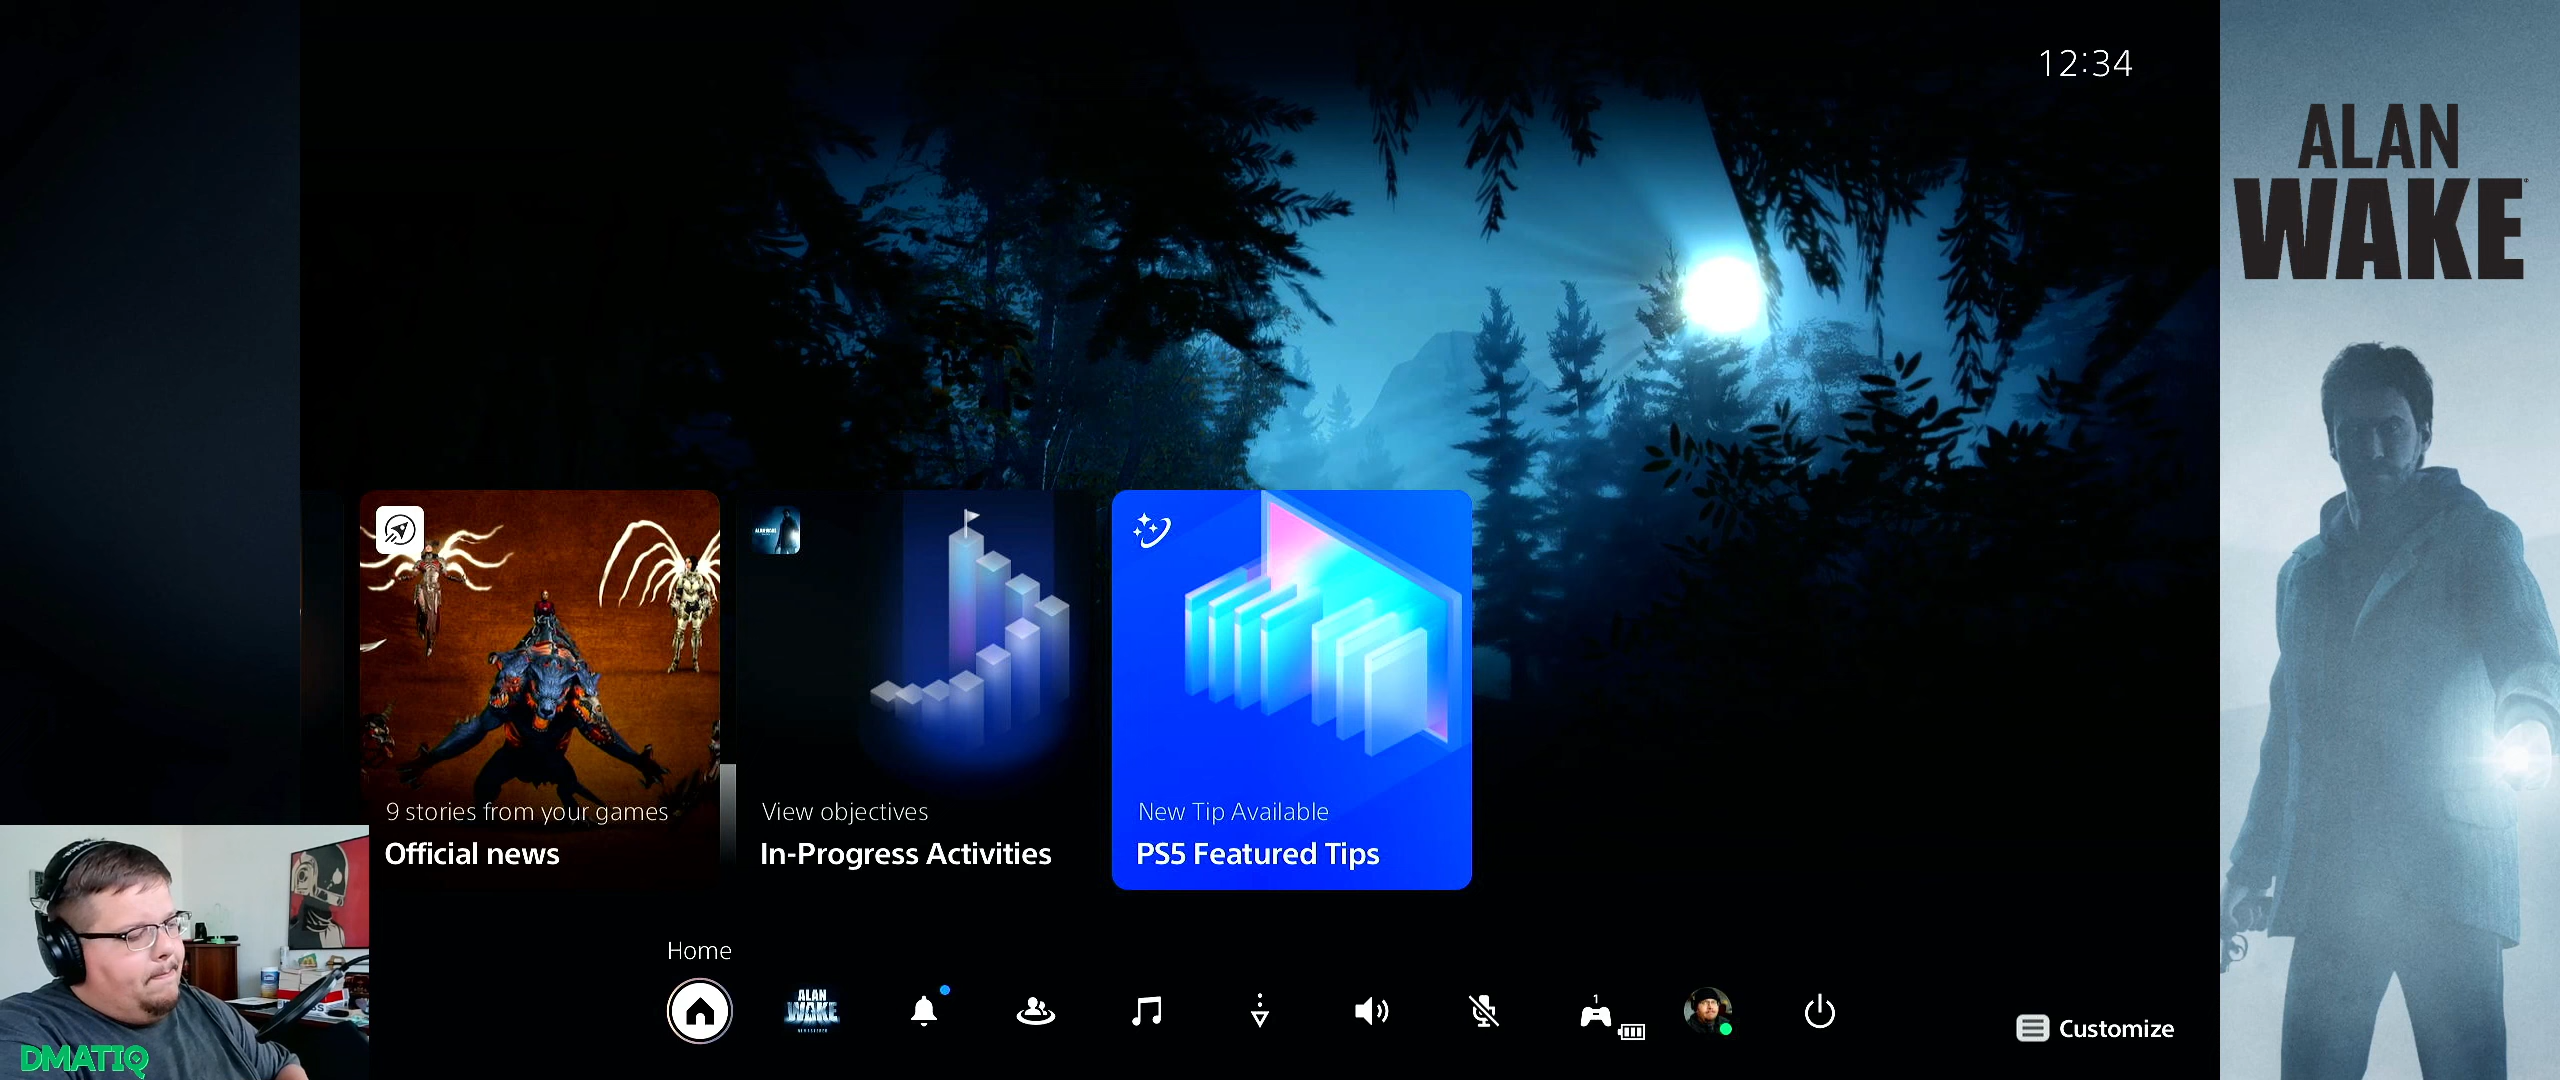 12:34
ALAN
WAKE
9 stories from your games
Official news
View objectives
In-Progress Activities
New Tip Available
PS5 Featured Tips
Home
ALAN
WAKE
1
Customize
DMATIQ